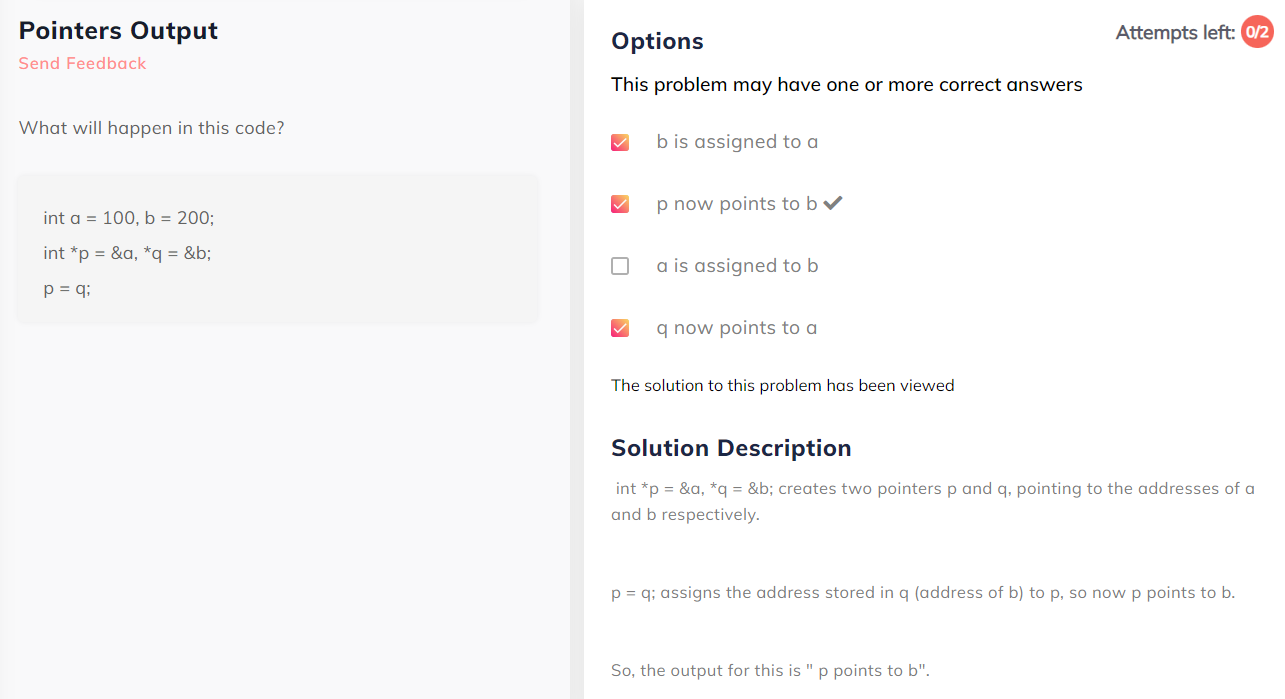 Pointers Output
Send Feedback
What will happen in this code?
int a = 100, b = 200;
int *p = &a, *q = &b;
p = q;
Attempts left: 0/2
Options
This problem may have one or more correct answers
b is assigned to a
p now points to b
a is assigned to b
q now points to a
The solution to this problem has been viewed
Solution Description
int *p = &a, *q = &b; creates two pointers p and q, pointing to the addresses of a
and b respectively.
p = q; assigns the address stored in q (address of b) to p, so now p points to b.
So, the output for this is " p points to b".